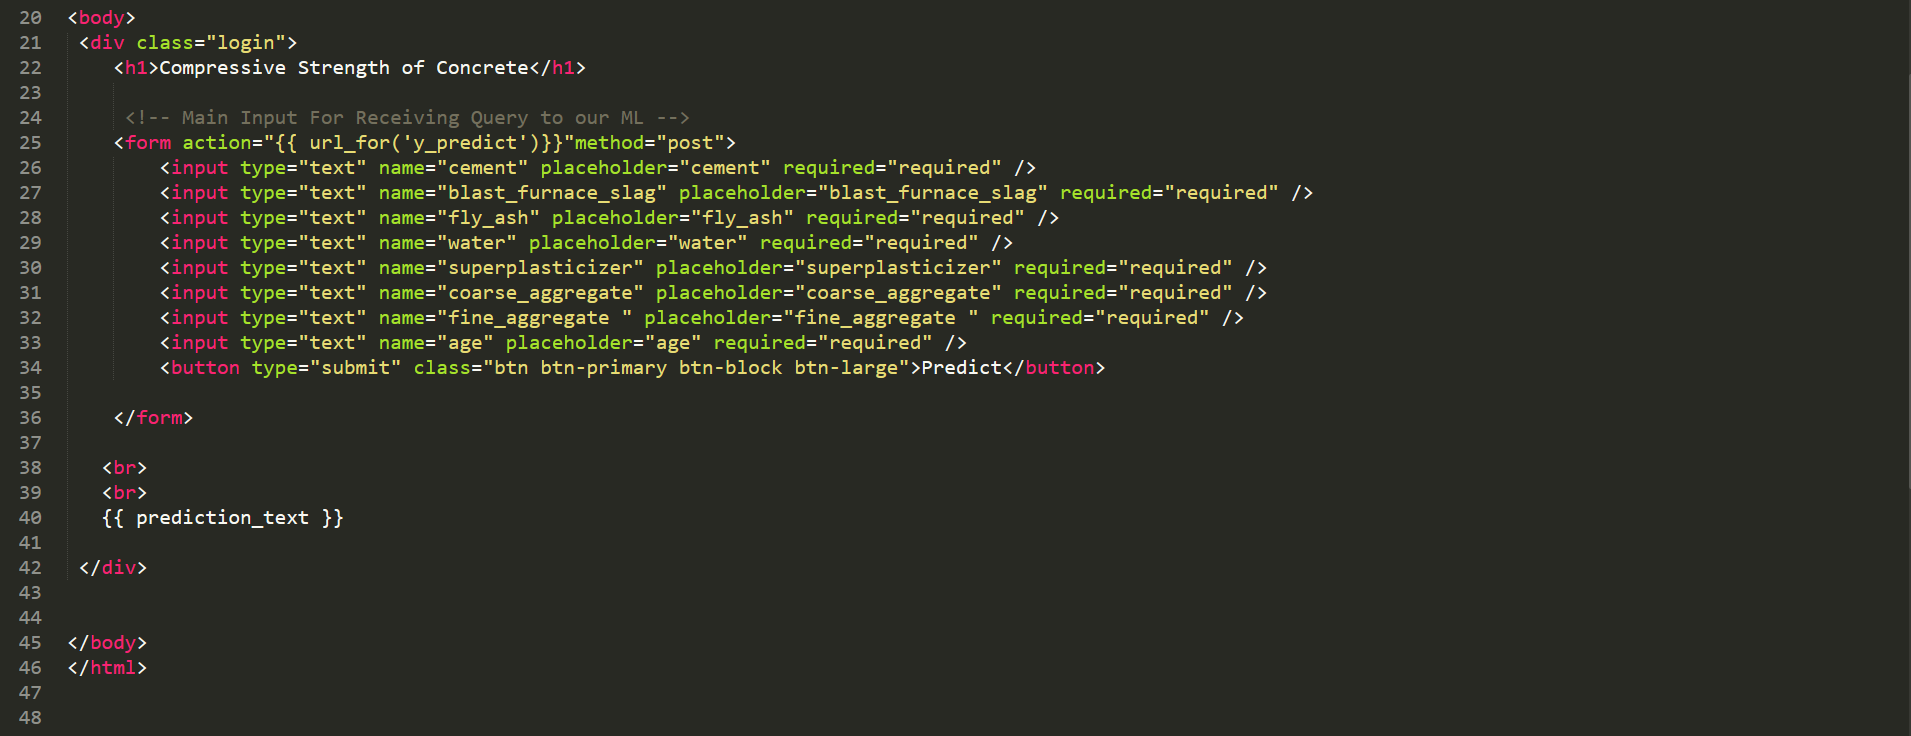 20 <body>
21 <div class="login">
22 <h1>Compressive Strength of Concrete</h1>
23
24 <!-- Main Input For Receiving Query to our ML -->
25 <form action="{{ url_for('y_predict')}}"method="post">
26 <input type="text" name="cement" placeholder="cement" required="required" />
27 <input type="text" name="blast_furnace_slag" placeholder="blast_furnace_slag" required="required" />
28 <input type="text" name="fly_ash" placeholder="fly_ash" required="required" />
29 <input type="text" name="water" placeholder="water" required="required" />
30 <input type="text" name="superplasticizer" placeholder="superplasticizer" required="required" />
31 <input type="text" name="coarse_aggregate" placeholder="coarse_aggregate" required="required" />
32 <input type="text" name="fine_aggregate " placeholder="fine_aggregate " required="required" />
33 <input type="text" name="age" placeholder="age" required="required" />
34 <button type="submit" class="btn btn-primary btn-block btn-large">Predict</button>
35
36 </form>
37
38 <br>
39 <br>
40 {{ prediction_text }}
41
42 </div>
43
44
45 </body>
46 </html>
47
48